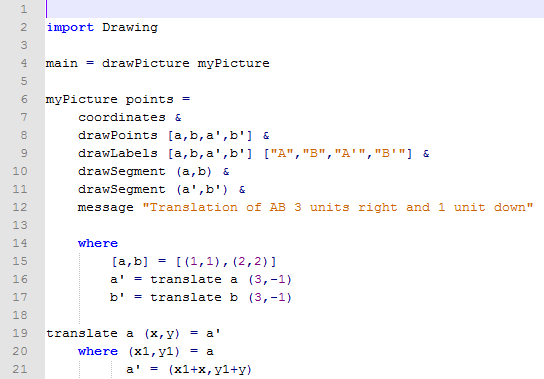 1
2 import Drawing
3
4 main = drawPicture myPicture
5
6 myPicture points =
7     coordinates &
8     drawPoints [a,b,a',b'] &
9     drawLabels [a,b,a',b'] ["A","B","A'","B'"] &
10     drawSegment (a,b) &
11     drawSegment (a',b') &
12     message "Translation of AB 3 units right and 1 unit down"
13
14     where
15         [a,b] = [(1,1),(2,2)]
16         a' = translate a (3,-1)
17         b' = translate b (3,-1)
18
19 translate a (x,y) = a'
20     where (x1,y1) = a
21           a' = (x1+x,y1+y)